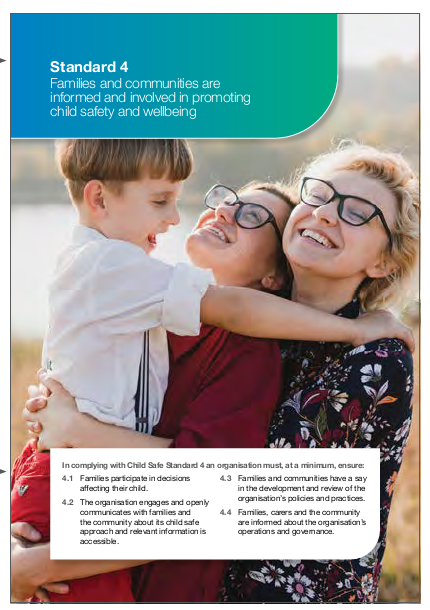 Standard 4
Families and communities are
informed and involved in promoting
child safety and wellbeing
In complying with Child Safe Standard 4 an organisation must, at a minimum, ensure:
4.1 Families participate in decisions
affecting their child.
4.2 The organisation engages and openly
communicates with families and
the community about its child safe
approach and relevant information is
accessible.
4.3 Families and communities have a say
in the development and review of the
organisation's policies and practices.
4.4 Families, carers and the community
are informed about the organisation's
operations and governance.